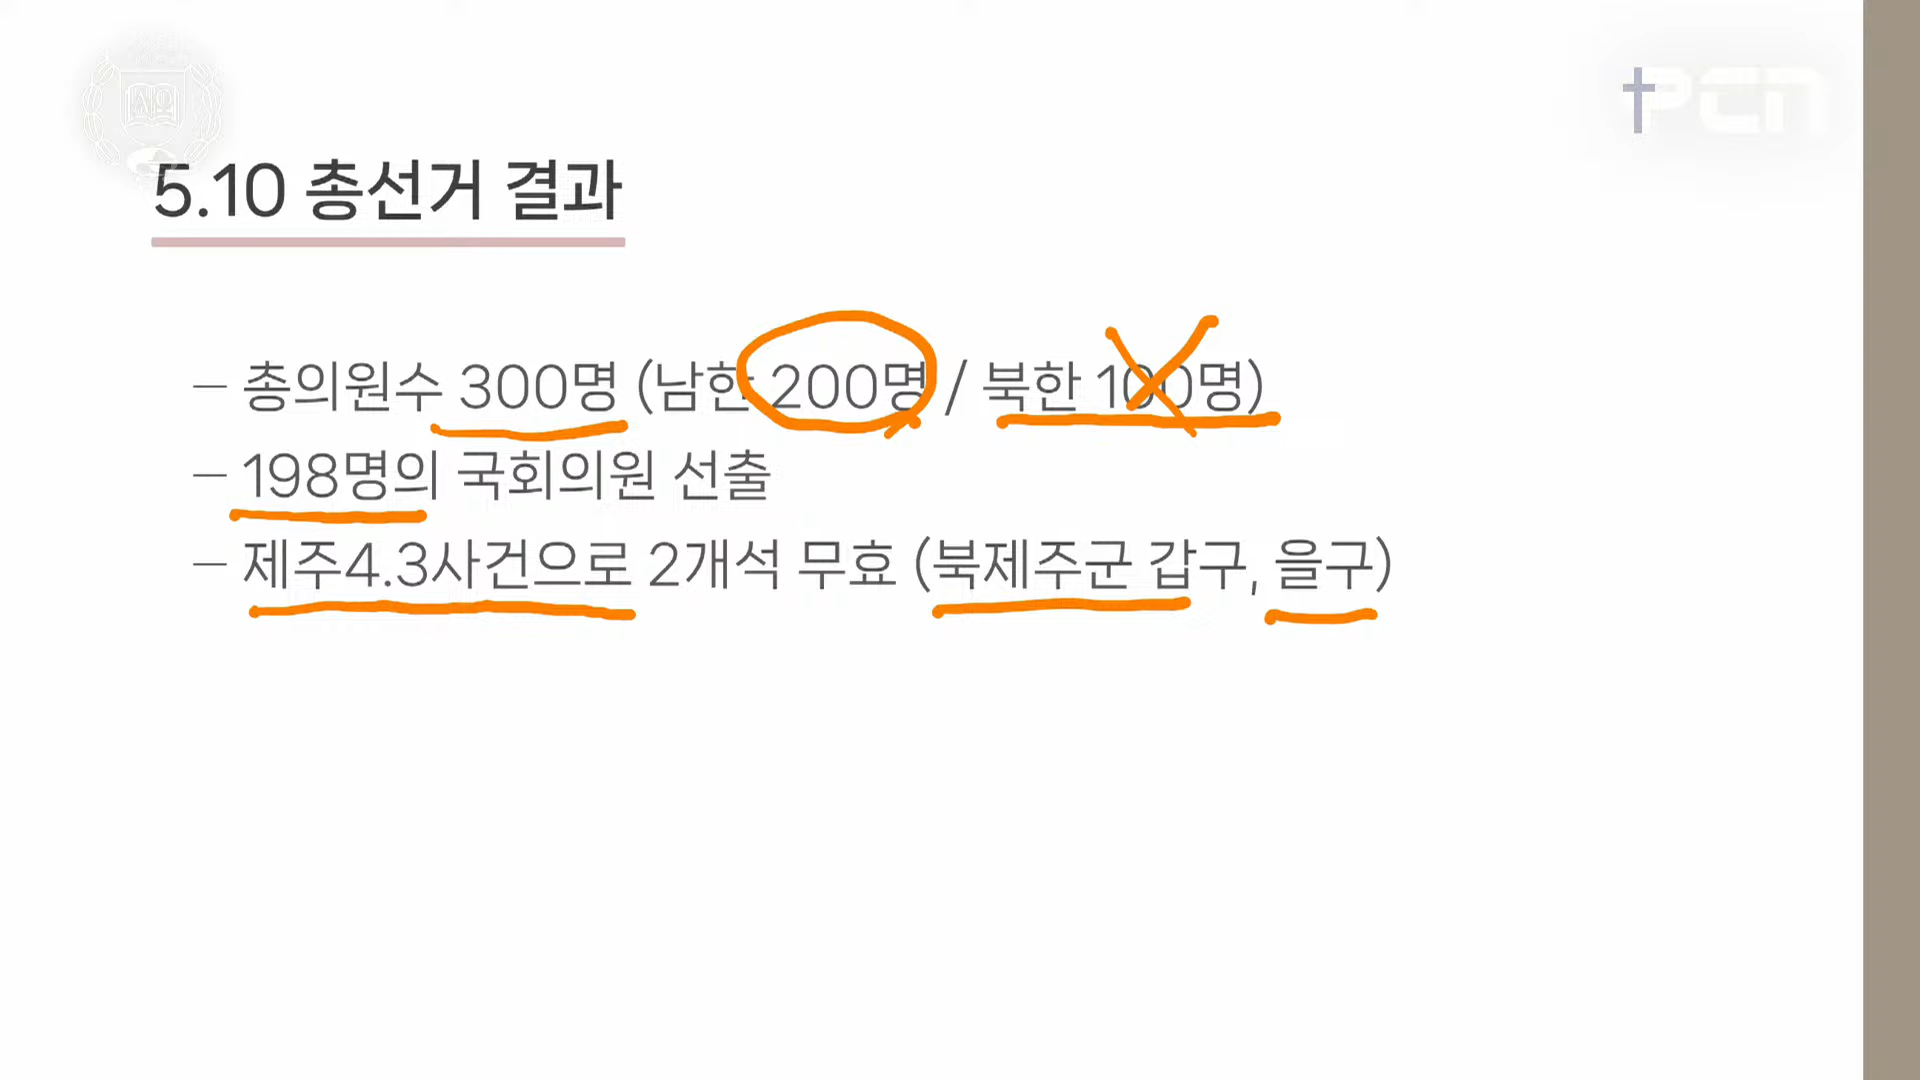 PCN
5.10 총선거 결과
– 총의원수 300명 (남한 200명 / 북한 100명)
– 198명의 국회의원 선출
– 제주4.3사건으로 2개석 무효 (북제주군 갑구, 을구)